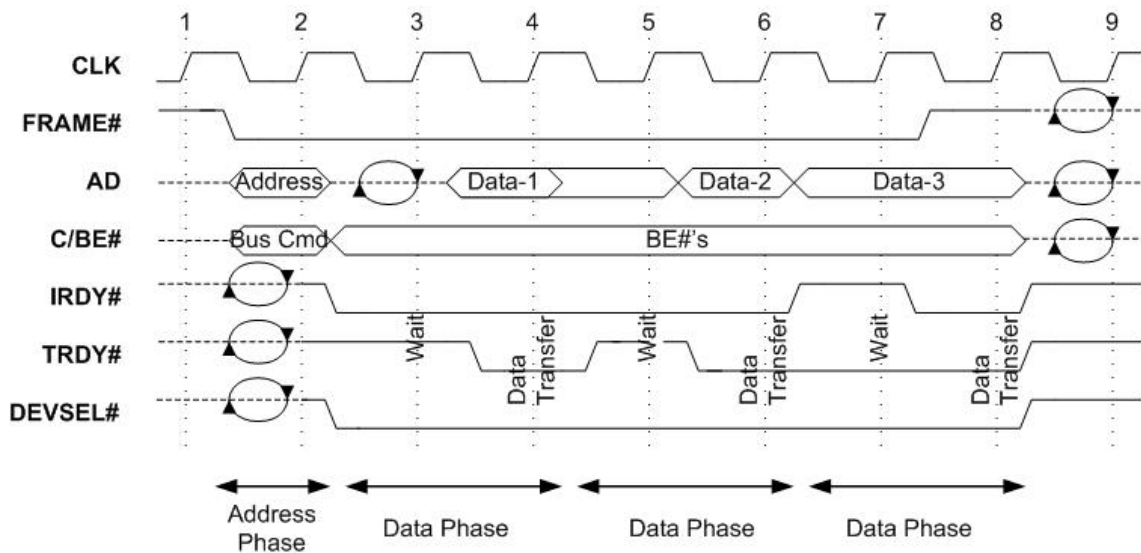 1 2 3 4 5 6 7 8 9
CLK
FRAME#
AD Address Data-1 Data-2 Data-3
C/BE# Bus Cmd BE#'s
IRDY#
TRDY#
DEVSEL#
Wait
Data
Transfer
Wait
Data
Transfer
Wait
Data
Transfer
Address
Phase
Data Phase Data Phase Data Phase